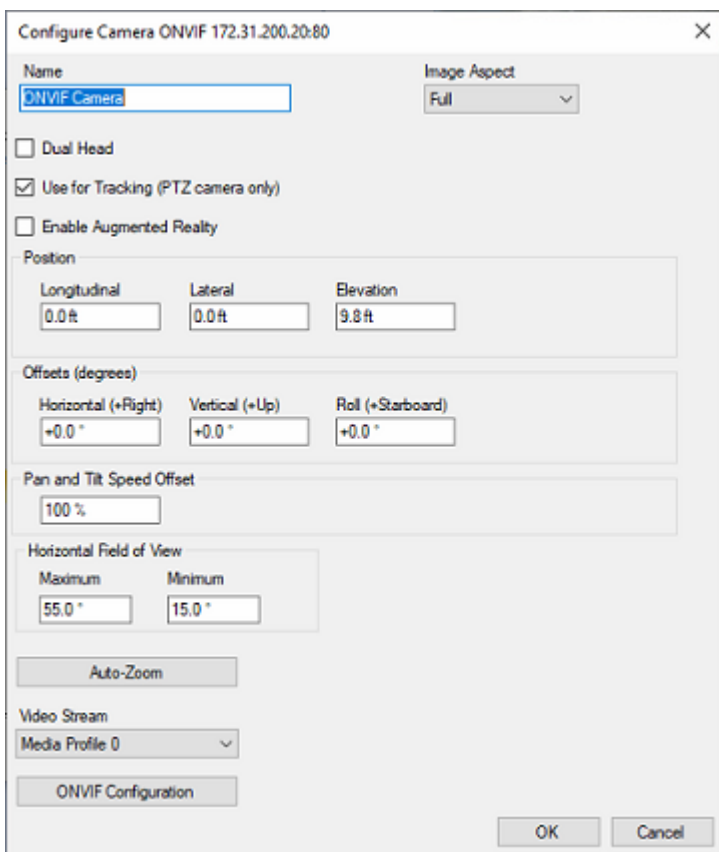 Configure Camera ONVIF 172.31.200.20:80
Name
Image Aspect
ONVIF Camera
Full
Dual Head
Use for Tracking (PTZ camera only)
Enable Augmented Reality
Position
Longitudinal Lateral Elevation
0.0 ft 0.0 ft 9.8 ft
Offsets (degrees)
Horizontal (+Right) Vertical (+Up) Roll (+Starboard)
+0.0 ° +0.0 ° +0.0 °
Pan and Tilt Speed Offset
100 %
Horizontal Field of View
Maximum Minimum
55.0 ° 15.0 °
Auto-Zoom
Video Stream
Media Profile 0
ONVIF Configuration
OK Cancel